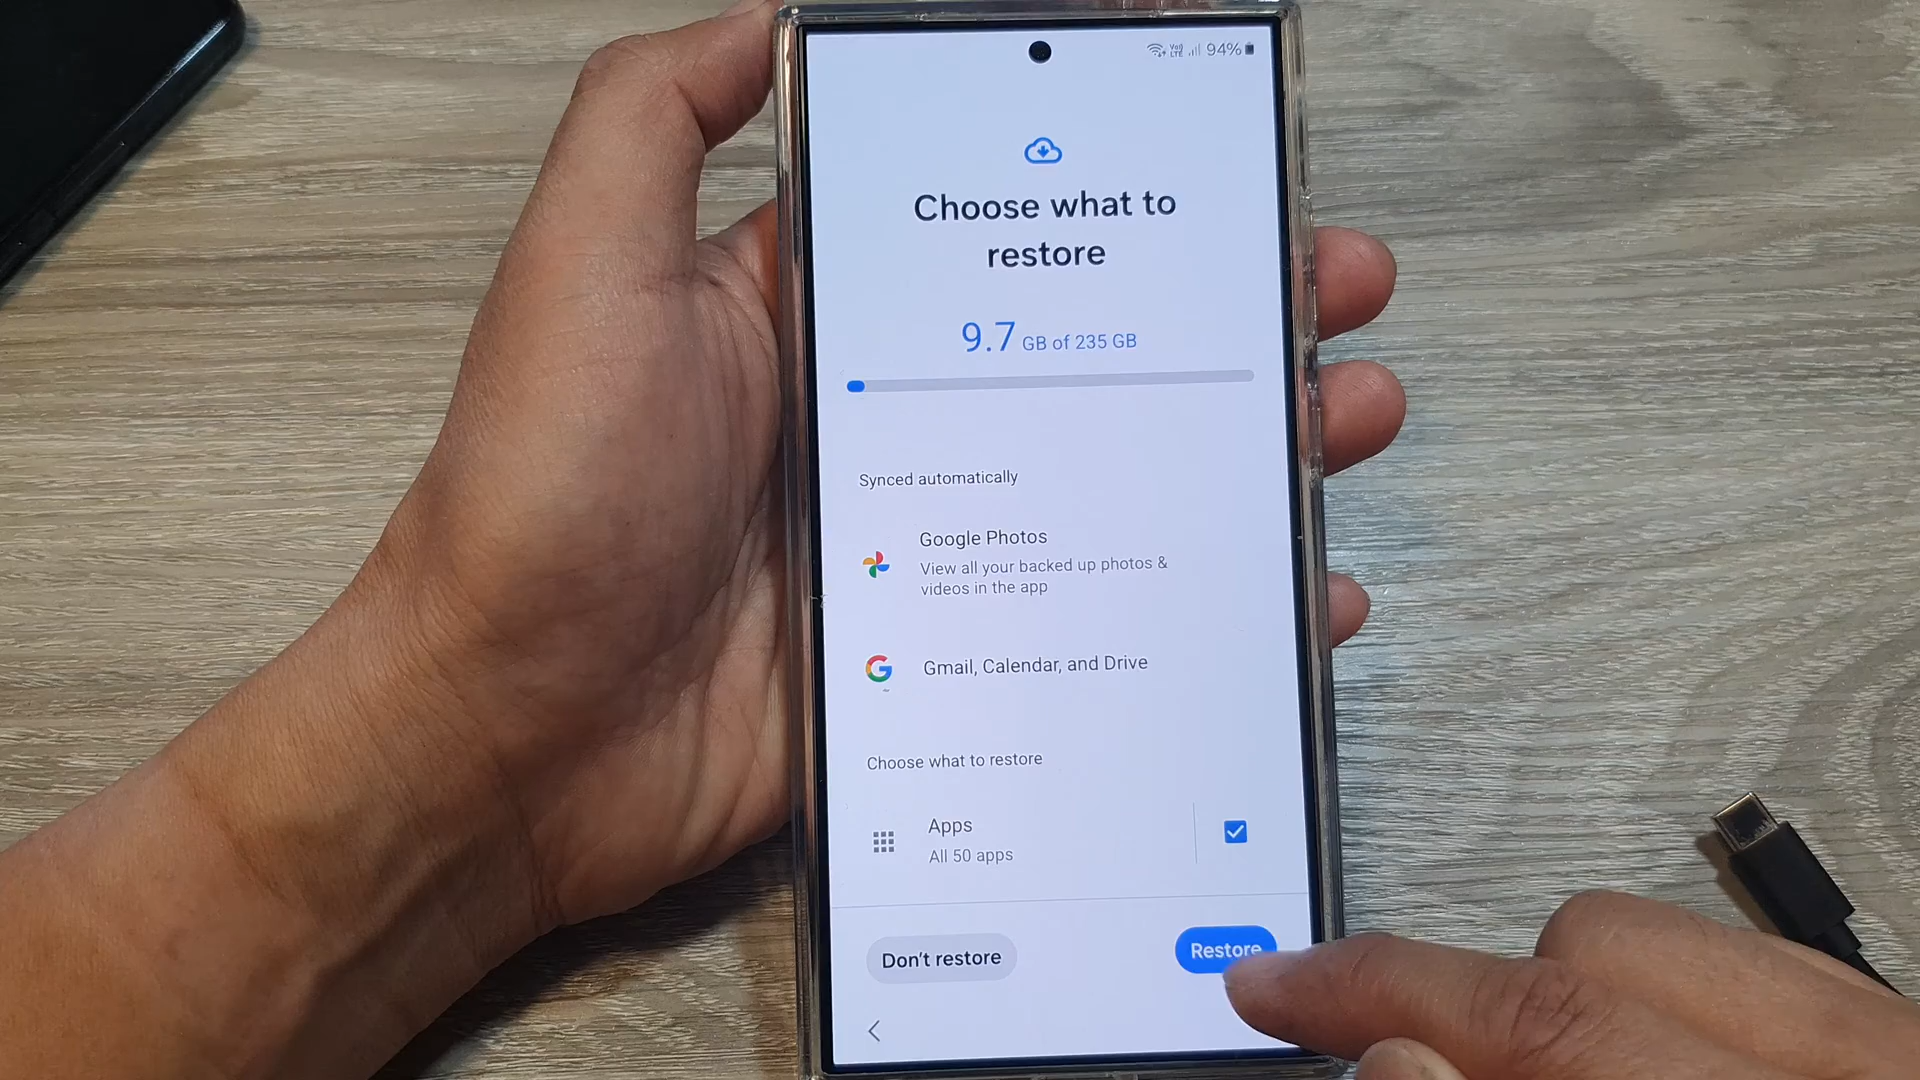 Vo) LTE 94%
Choose what to
restore
9.7 GB of 235 GB
Synced automatically
Google Photos
View all your backed up photos &
videos in the app
Gmail, Calendar, and Drive
Choose what to restore
Apps
All 50 apps
Don't restore
Restore